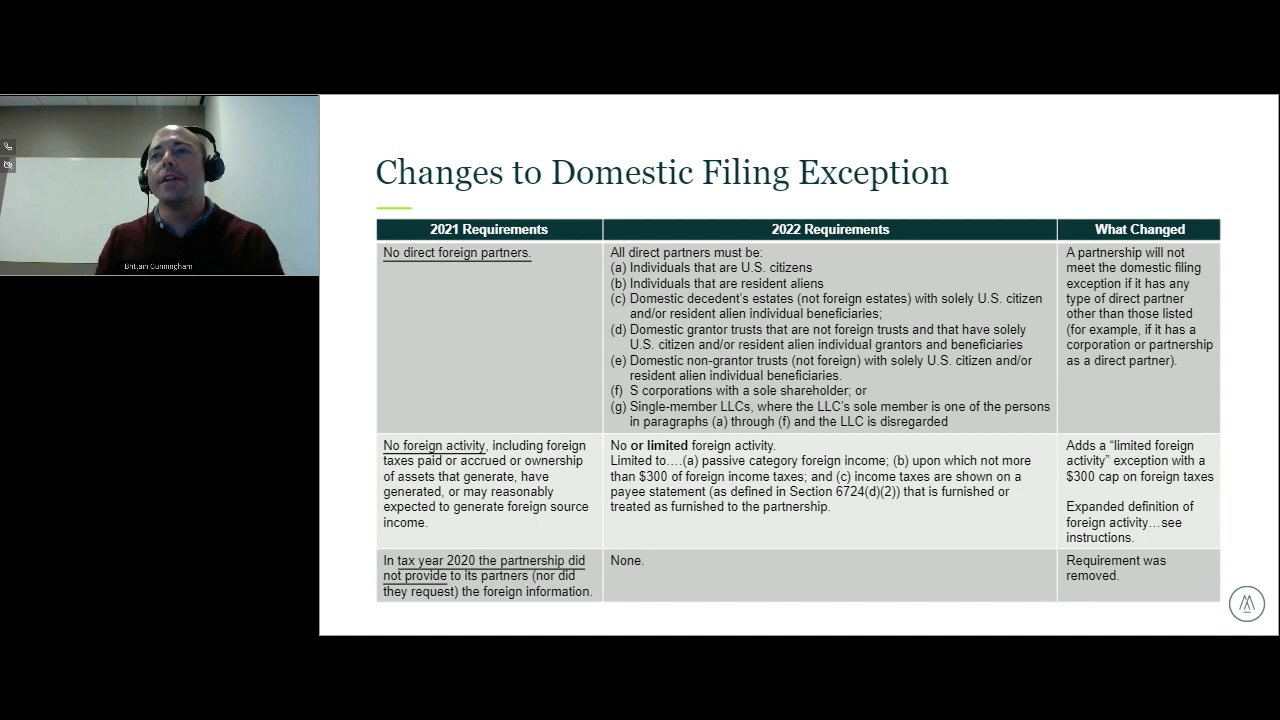 Changes to Domestic Filing Exception
2021 Requirements
2022 Requirements
What Changed
No direct foreign partners.
All direct partners must be:
(a) Individuals that are U.S. citizens
(b) Individuals that are resident aliens
(c) Domestic decedent's estates (not foreign estates) with solely U.S. citizen
and/or resident alien individual beneficiaries;
(d) Domestic grantor trusts that are not foreign trusts and that have solely
U.S. citizen and/or resident alien individual grantors and beneficiaries
(e) Domestic non-grantor trusts (not foreign) with solely U.S. citizen and/or
resident alien individual beneficiaries.
(f) S corporations with a sole shareholder; or
(g) Single-member LLCs, where the LLC's sole member is one of the persons
in paragraphs (a) through (f) and the LLC is disregarded
A partnership will not
meet the domestic filing
exception if it has any
type of direct partner
other than those listed
(for example, if it has a
corporation or partnership
as a direct partner).
No foreign activity, including foreign
taxes paid or accrued or ownership
of assets that generate, have
generated, or may reasonably
expected to generate foreign source
income.
No or limited foreign activity.
Limited to….(a) passive category foreign income; (b) upon which not more
than $300 of foreign income taxes; and (c) income taxes are shown on a
payee statement (as defined in Section 6724(d)(2)) that is furnished or
treated as furnished to the partnership.
Adds a “limited foreign
activity” exception with a
$300 cap on foreign taxes
Expanded definition of
foreign activity…see
instructions.
In tax year 2020 the partnership did
not provide to its partners (nor did
they request) the foreign information.
None.
Requirement was
removed.
Brittain Cunningham